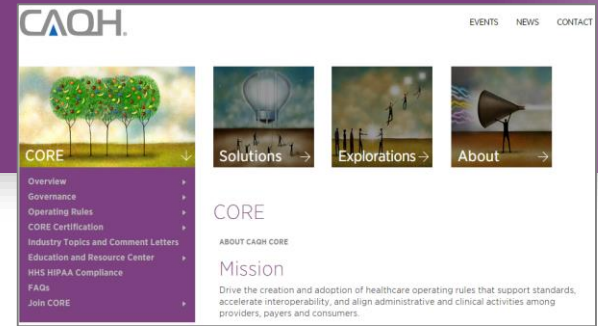 CAQH.
EVENTS NEWS CONTACT
CORE
Solutions
Explorations
About
Overview
Governance
Operating Rules
CORE Certification
Industry Topics and Comment Letters
Education and Resource Center
HHS HIPAA Compliance
FAQs
Join CORE
CORE
ABOUT CAQH CORE
Mission
Drive the creation and adoption of healthcare operating rules that support standards,
accelerate interoperability, and align administrative and clinical activities among
providers, payers and consumers.